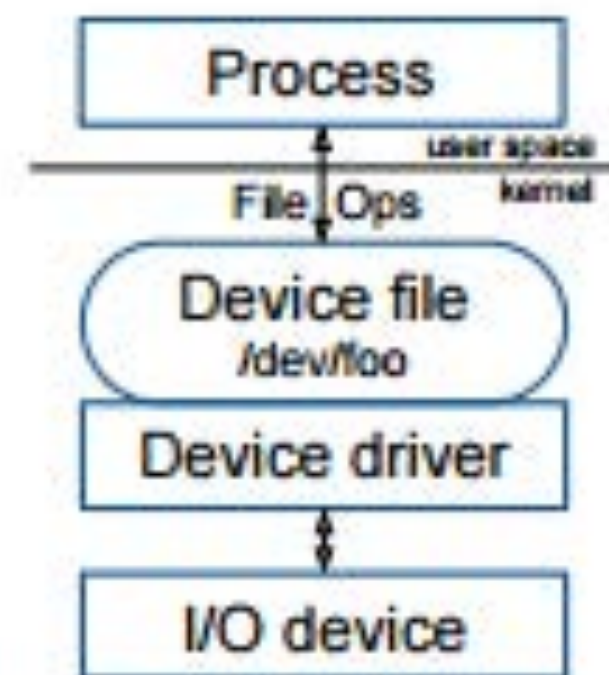 Process
user space
kernel
File Ops
Device file
/dev/foo
Device driver
I/O device